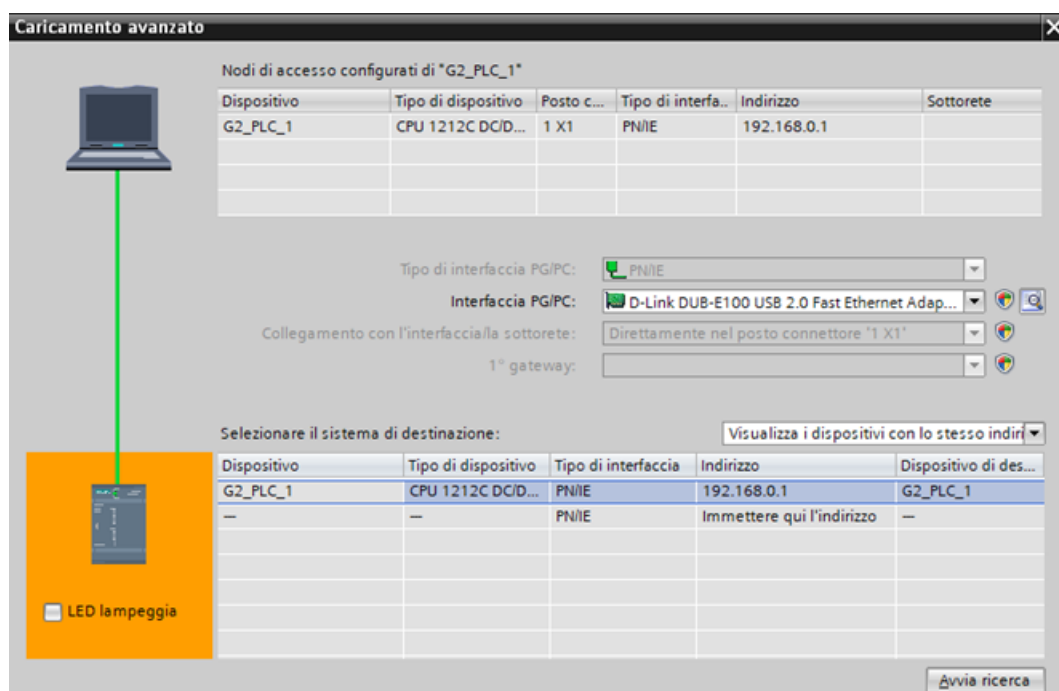 Caricamento avanzato
Nodi di accesso configurati di "G2_PLC_1"
Dispositivo Tipo di dispositivo Posto c... Tipo di interfa.. Indirizzo Sottorete
G2_PLC_1 CPU 1212C DC/D... 1 X1 PN/IE 192.168.0.1
Tipo di interfaccia PG/PC: PN/IE
Interfaccia PG/PC: D-Link DUB-E100 USB 2.0 Fast Ethernet Adap...
Collegamento con l'interfaccia/la sottorete: Direttamente nel posto connettore '1 X1'
1° gateway:
Selezionare il sistema di destinazione: Visualizza i dispositivi con lo stesso indiri
Dispositivo Tipo di dispositivo Tipo di interfaccia Indirizzo Dispositivo di des...
G2_PLC_1 CPU 1212C DC/D... PN/IE 192.168.0.1 G2_PLC_1
— — PN/IE Immettere qui l'indirizzo —
LED lampeggia
Avvia ricerca